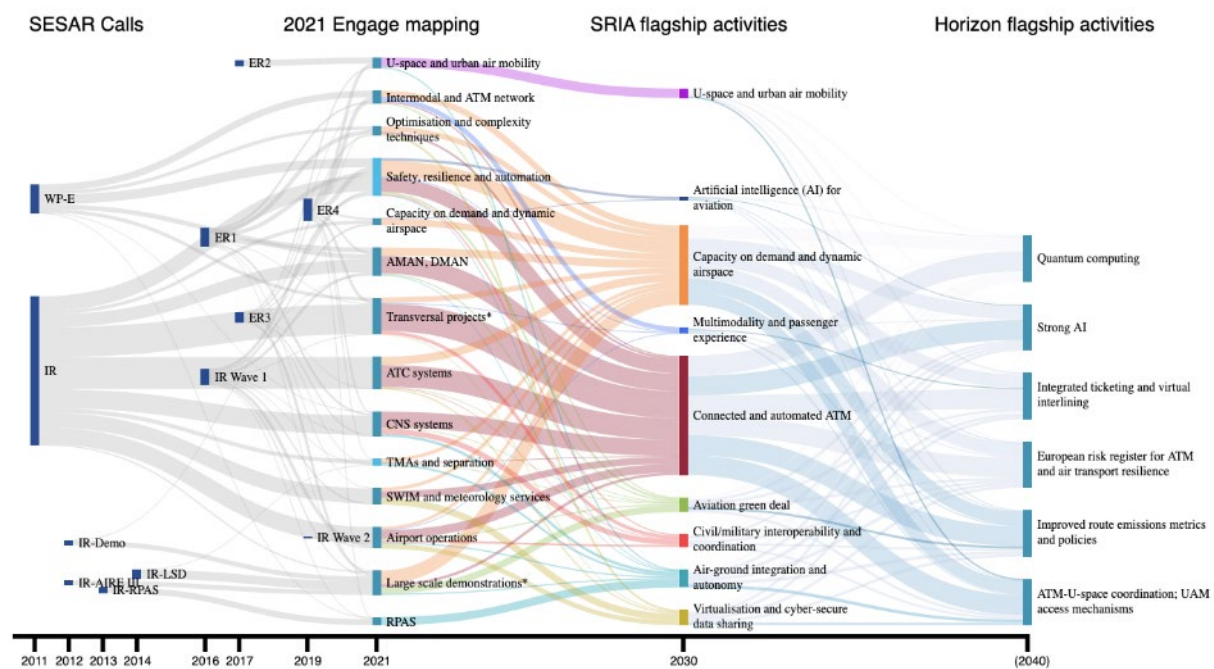 SESAR Calls
2021 Engage mapping
SRIA flagship activities
Horizon flagship activities
ER2
WP-E
ER1
ER4
ER3
IR
IR Wave 1
IR Wave 2
IR-Demo
IR-LSD
IR-AIRE III
IR-RPAS
U-space and urban air mobility
Intermodal and ATM network
Optimisation and complexity
techniques
Safety, resilience and automation
Capacity on demand and dynamic
airspace
AMAN, DMAN
Transversal projects*
ATC systems
CNS systems
TMAs and separation
SWIM and meteorology services
Airport operations
Large scale demonstrations*
RPAS
U-space and urban air mobility
Artificial intelligence (AI) for
aviation
Capacity on demand and dynamic
airspace
Multimodality and passenger
experience
Connected and automated ATM
Aviation green deal
Civil/military interoperability and
coordination
Air-ground integration and
autonomy
Virtualisation and cyber-secure
data sharing
Quantum computing
Strong AI
Integrated ticketing and virtual
interlining
European risk register for ATM
and air transport resilience
Improved route emissions metrics
and policies
ATM-U-space coordination; UAM
access mechanisms
2011 2012 2013 2014 2016 2017 2019 2021 2030 (2040)